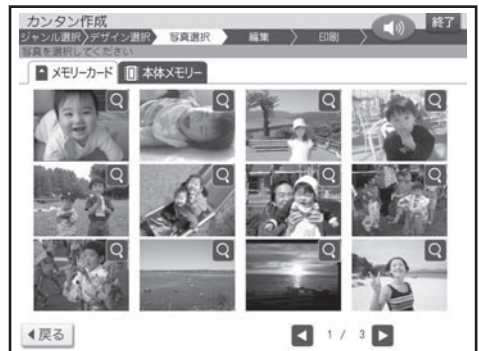 カンタン作成
終了
ジャンル選択〉デザイン選択 写真選択 編集 〉 印刷 〉
写真を選択してください
メモリーカード 本体メモリー
戻る
1 / 3